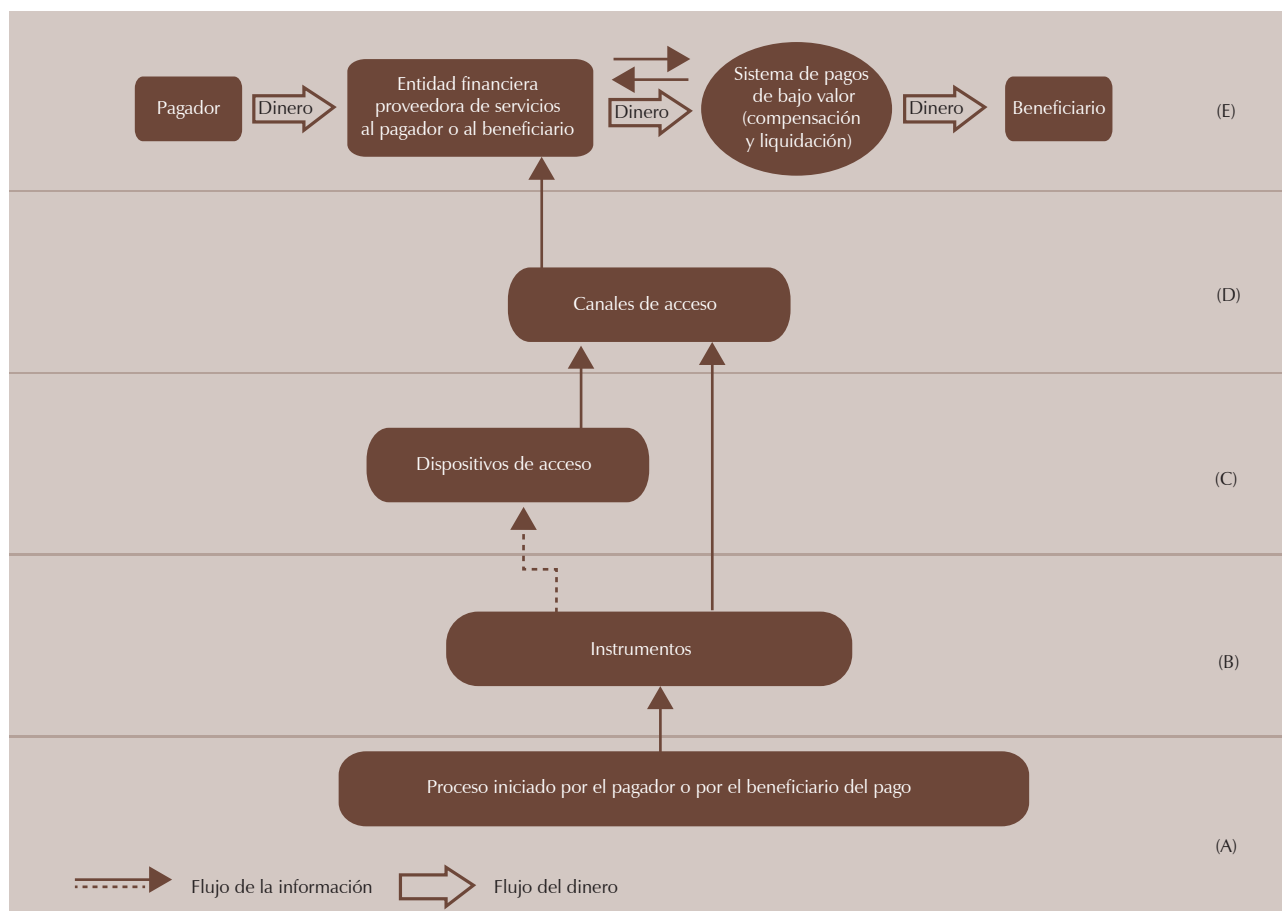 Pagador
Dinero
Entidad financiera
proveedora de servicios
al pagador o al beneficiario
Dinero
Sistema de pagos
de bajo valor
(compensación
y liquidación)
Dinero
Beneficiario
(E)
Canales de acceso
(D)
Dispositivos de acceso
(C)
Instrumentos
(B)
Proceso iniciado por el pagador o por el beneficiario del pago
(A)
Flujo de la información
Flujo del dinero